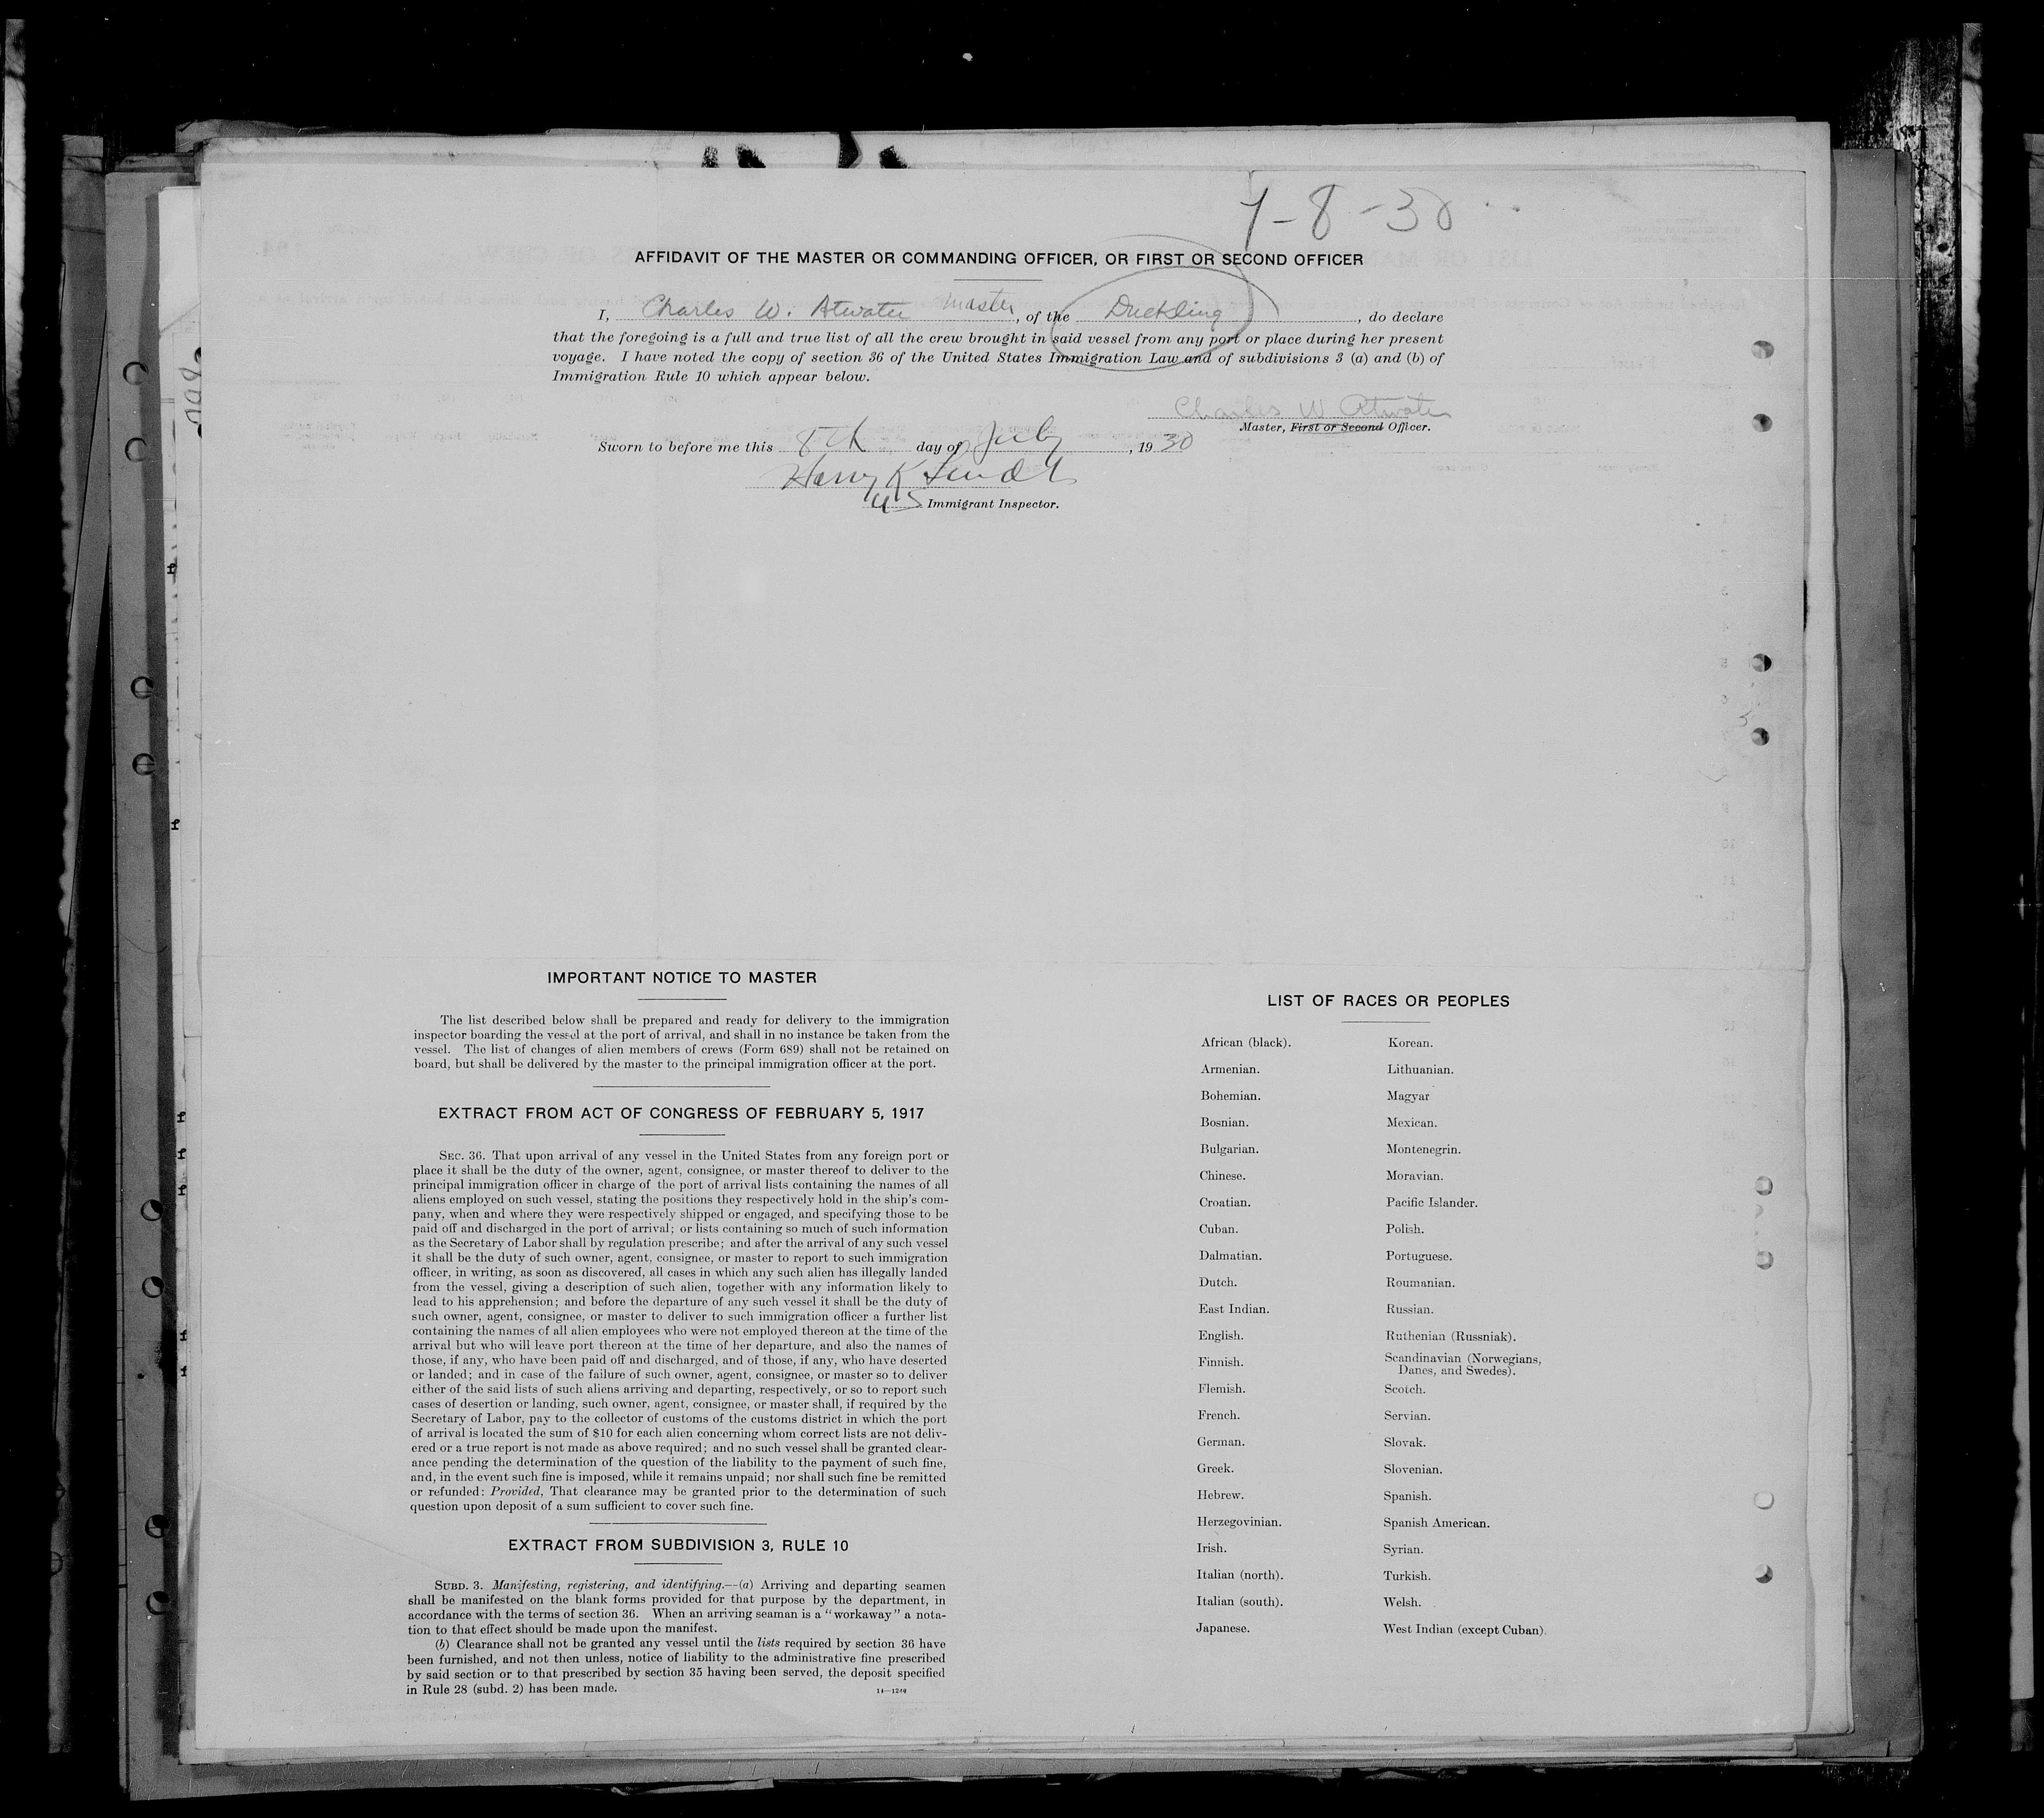 7-8-30
AFFIDAVIT OF THE MASTER OR COMMANDING OFFICER, OR FIRST OR SECOND OFFICER
I, Charles W. Atwater Master, of the Duckling, do declare
that the foregoing is a full and true list of all the crew brought in said vessel from any port or place during her present
voyage. I have noted the copy of section 36 of the United States Immigration Law and of subdivisions 3 (a) and (b) of
Immigration Rule 10 which appear below.
Charles W Atwater
Master, First or Second Officer.
Sworn to before me this 8th day of July, 1930
Harry K
US Immigrant Inspector.
IMPORTANT NOTICE TO MASTER
The list described below shall be prepared and ready for delivery to the immigration
inspector boarding the vessel at the port of arrival, and shall in no instance be taken from the
vessel. The list of changes of alien members of crews (Form 689) shall not be retained on
board, but shall be delivered by the master to the principal immigration officer at the port.
EXTRACT FROM ACT OF CONGRESS OF FEBRUARY 5, 1917
SEC. 36. That upon arrival of any vessel in the United States from any foreign port or
place it shall be the duty of the owner, agent, consignee, or master thereof to deliver to the
principal immigration officer in charge of the port of arrival lists containing the names of all
aliens employed on such vessel, stating the positions they respectively hold in the ship's com-
pany, when and where they were respectively shipped or engaged, and specifying those to be
paid off and discharged in the port of arrival; or lists containing so much of such information
as the Secretary of Labor shall by regulation prescribe; and after the arrival of any such vessel
it shall be the duty of such owner, agent, consignee, or master to report to such immigration
officer, in writing, as soon as discovered, all cases in which any such alien has illegally landed
from the vessel, giving a description of such alien, together with any information likely to
lead to his apprehension; and before the departure of any such vessel it shall be the duty of
such owner, agent, consignee, or master to deliver to such immigration officer a further list
containing the names of all alien employees who were not employed thereon at the time of the
arrival but who will leave port thereon at the time of her departure, and also the names of
those, if any, who have been paid off and discharged, and of those, if any, who have deserted
or landed; and in case of the failure of such owner, agent, consignee, or master so to deliver
either of the said lists of such aliens arriving and departing, respectively, or so to report such
cases of desertion or landing, such owner, agent, consignee, or master shall, if required by the
Secretary of Labor, pay to the collector of customs of the customs district in which the port
of arrival is located the sum of $10 for each alien concerning whom correct lists are not deliv-
ered or a true report is not made as above required; and no such vessel shall be granted clear-
ance pending the determination of the question of the liability to the payment of such fine,
and, in the event such fine is imposed, while it remains unpaid; nor shall such fine be remitted
or refunded: Provided, That clearance may be granted prior to the determination of such
question upon deposit of a sum sufficient to cover such fine.
EXTRACT FROM SUBDIVISION 3, RULE 10
SUBD. 3. Manifesting, registering, and identifying.—(a) Arriving and departing seamen
shall be manifested on the blank forms provided for that purpose by the department, in
accordance with the terms of section 36. When an arriving seaman is a "workaway" a nota-
tion to that effect should be made upon the manifest.
(b) Clearance shall not be granted any vessel until the lists required by section 36 have
been furnished, and not then unless, notice of liability to the administrative fine prescribed
by said section or to that prescribed by section 35 having been served, the deposit specified
in Rule 28 (subd. 2) has been made.
LIST OF RACES OR PEOPLES
African (black).
Armenian.
Bohemian.
Bosnian.
Bulgarian.
Chinese.
Croatian.
Cuban.
Dalmatian.
Dutch.
East Indian.
English.
Finnish.
Flemish.
French.
German.
Greek.
Hebrew.
Herzegovinian.
Irish.
Italian (north).
Italian (south).
Japanese.
Korean.
Lithuanian.
Magyar
Mexican.
Montenegrin.
Moravian.
Pacific Islander.
Polish.
Portuguese.
Roumanian.
Russian.
Ruthenian (Russniak).
Scandinavian (Norwegians,
Danes, and Swedes).
Scotch.
Servian.
Slovak.
Slovenian.
Spanish.
Spanish American.
Syrian.
Turkish.
Welsh.
West Indian (except Cuban).